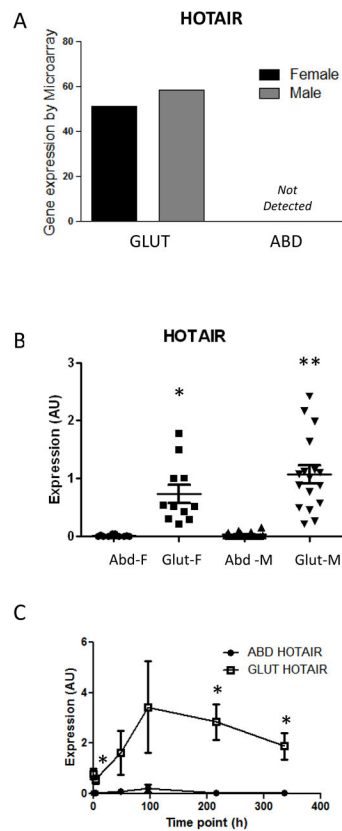 A
HOTAIR
Gene expression by Microarray
80
60
40
20
0
Female
Male
Not
Detected
GLUT ABD
B
HOTAIR
Expression (AU)
3
2
1
0
*
**
Abd-F Glut-F Abd -M Glut-M
C
Expression (AU)
6
4
2
0
ABD HOTAIR
GLUT HOTAIR
* * *
0 100 200 300 400
Time point (h)